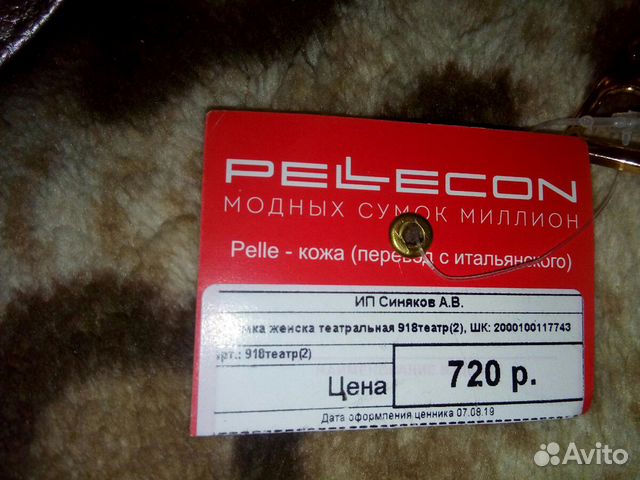 PELLECON
МОДНЫХ СУМОК МИЛЛИОН
Pelle - кожа (перевод с итальянского)
ИП Синяков А.В.
женска театральная 918театр(2), ШК: 2000100117743
918театр(2)
Цена 720 р.
Дата оформления ценника 07.08.19
Avito